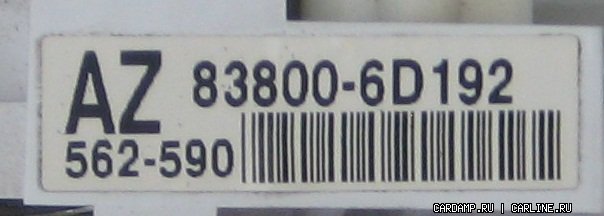 AZ 83800-6D192
562-590
CARDAMP.RU | CARLINE.RU